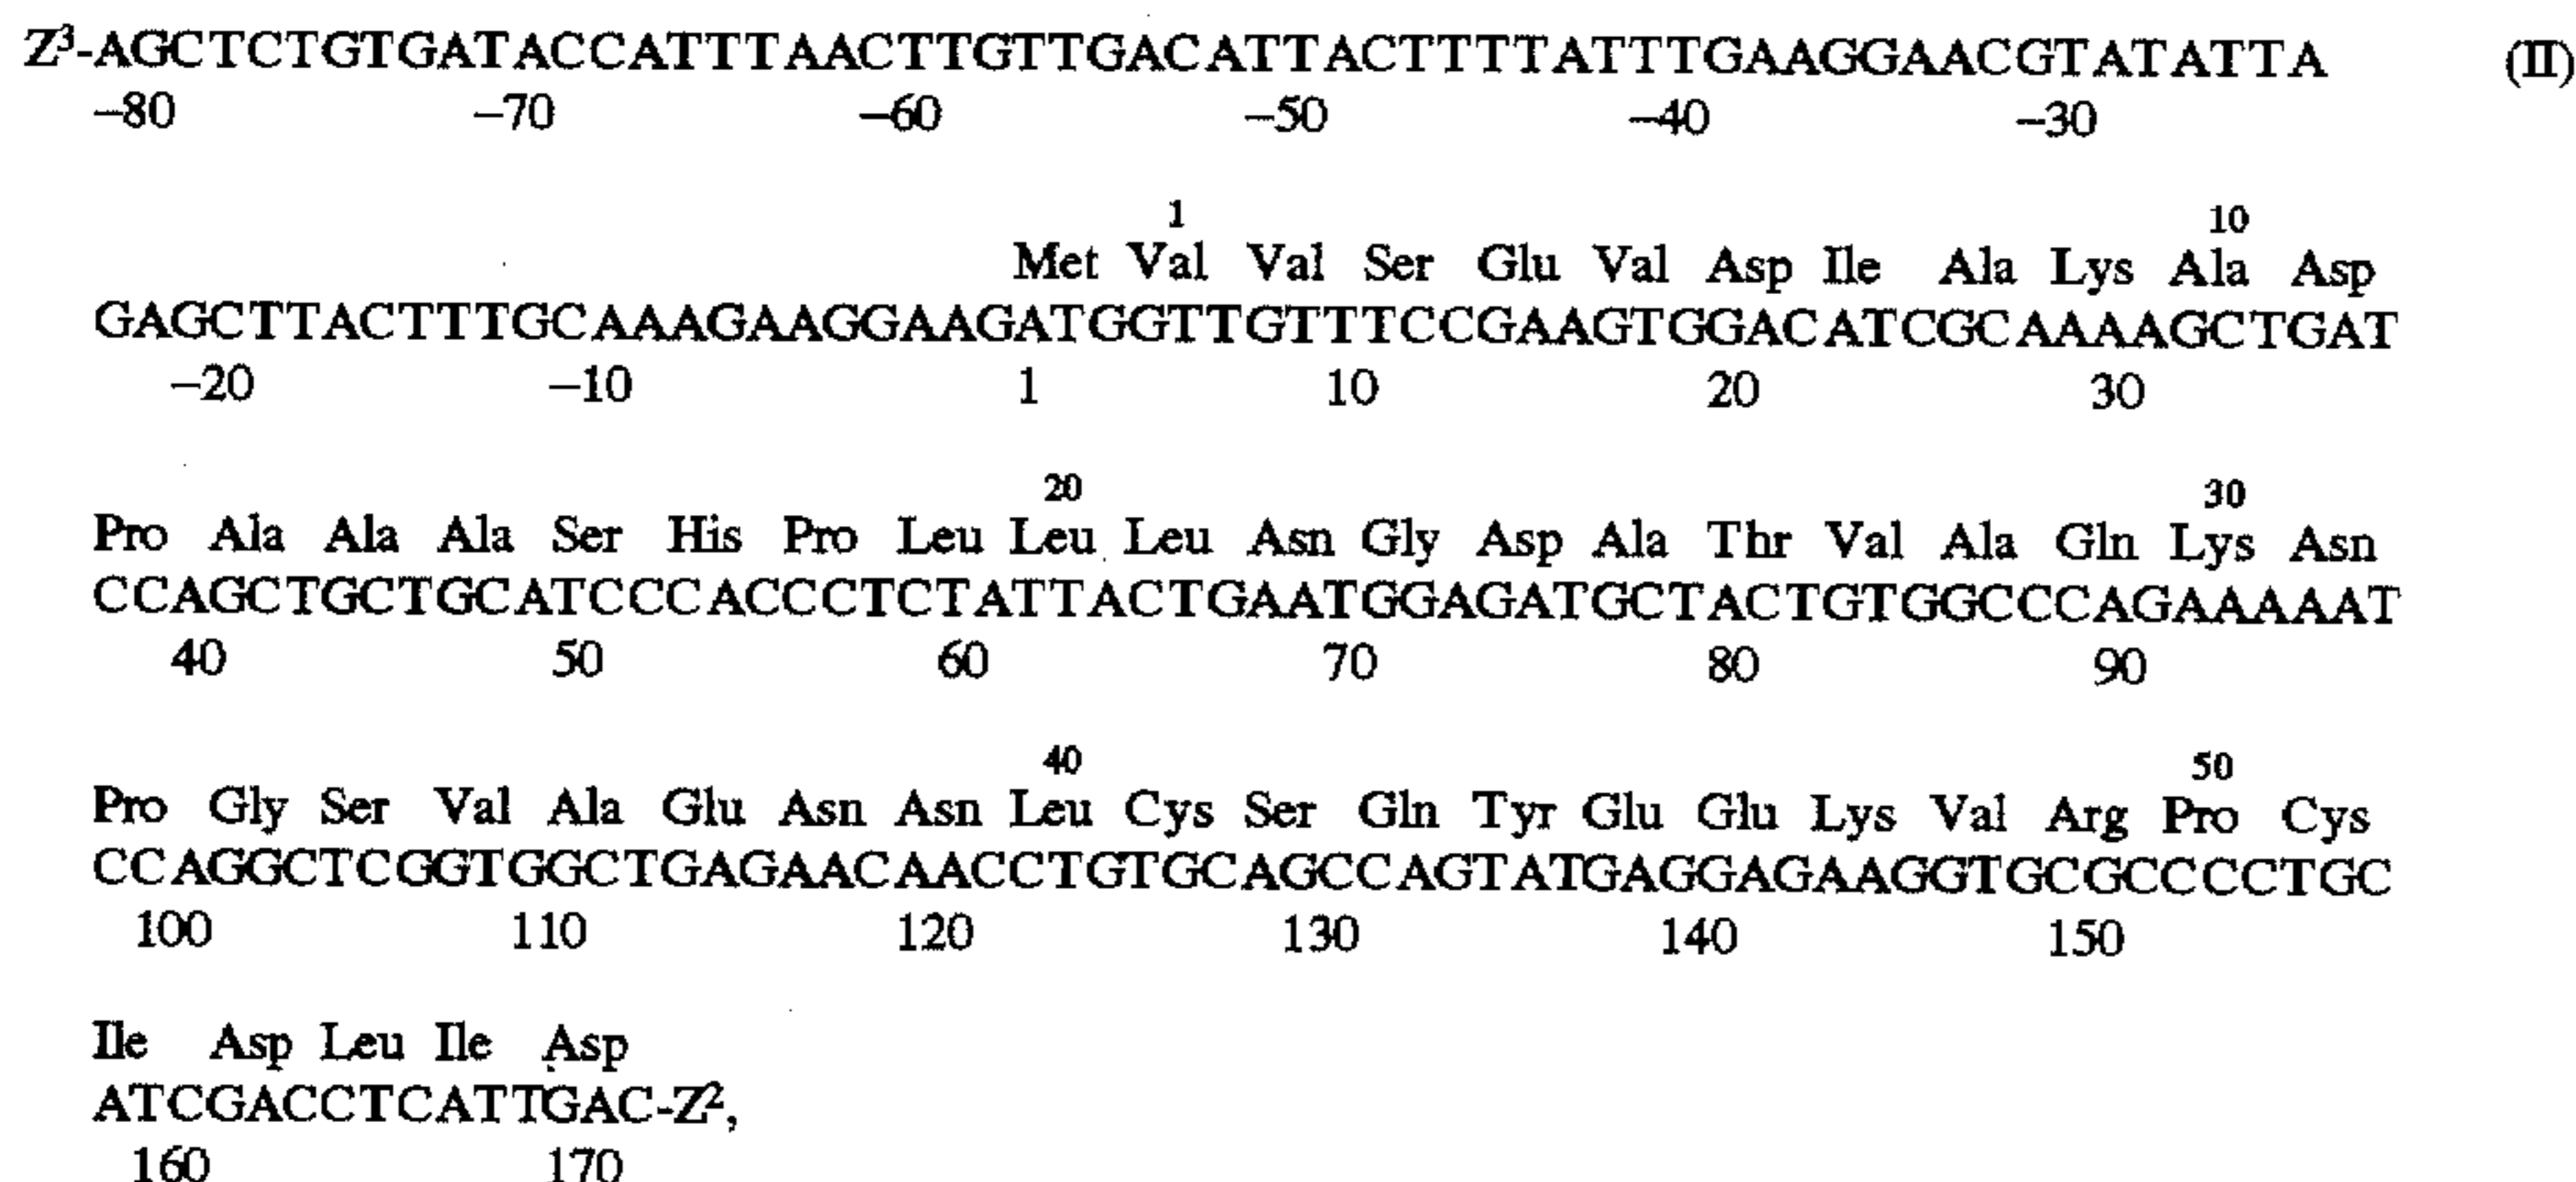 Z³-AGCTCTGTGATACCATTTAACTTGTTGACATTACTTTTATTTGAAGGAACGTATATTA (II)
−80 −70 −60 −50 −40 −30
1 10
Met Val Val Ser Glu Val Asp Ile Ala Lys Ala Asp
GAGCTTACTTTGCAAAGAAGGAAGATGGTTGTTTCCGAAGTGGACATCGCAAAAGCTGAT
−20 −10 1 10 20 30
20 30
Pro Ala Ala Ala Ser His Pro Leu Leu Leu Asn Gly Asp Ala Thr Val Ala Gln Lys Asn
CCAGCTGCTGCATCCCACCCTCTATTACTGAATGGAGATGCTACTGTGGCCCAGAAAAAT
40 50 60 70 80 90
40 50
Pro Gly Ser Val Ala Glu Asn Asn Leu Cys Ser Gln Tyr Glu Glu Lys Val Arg Pro Cys
CCAGGCTCGGTGGCTGAGAACAACCTGTGCAGCCAGTATGAGGAGAAGGTGCGCCCCTGC
100 110 120 130 140 150
Ile Asp Leu Ile Asp
ATCGACCTCATTGAC-Z²,
160 170